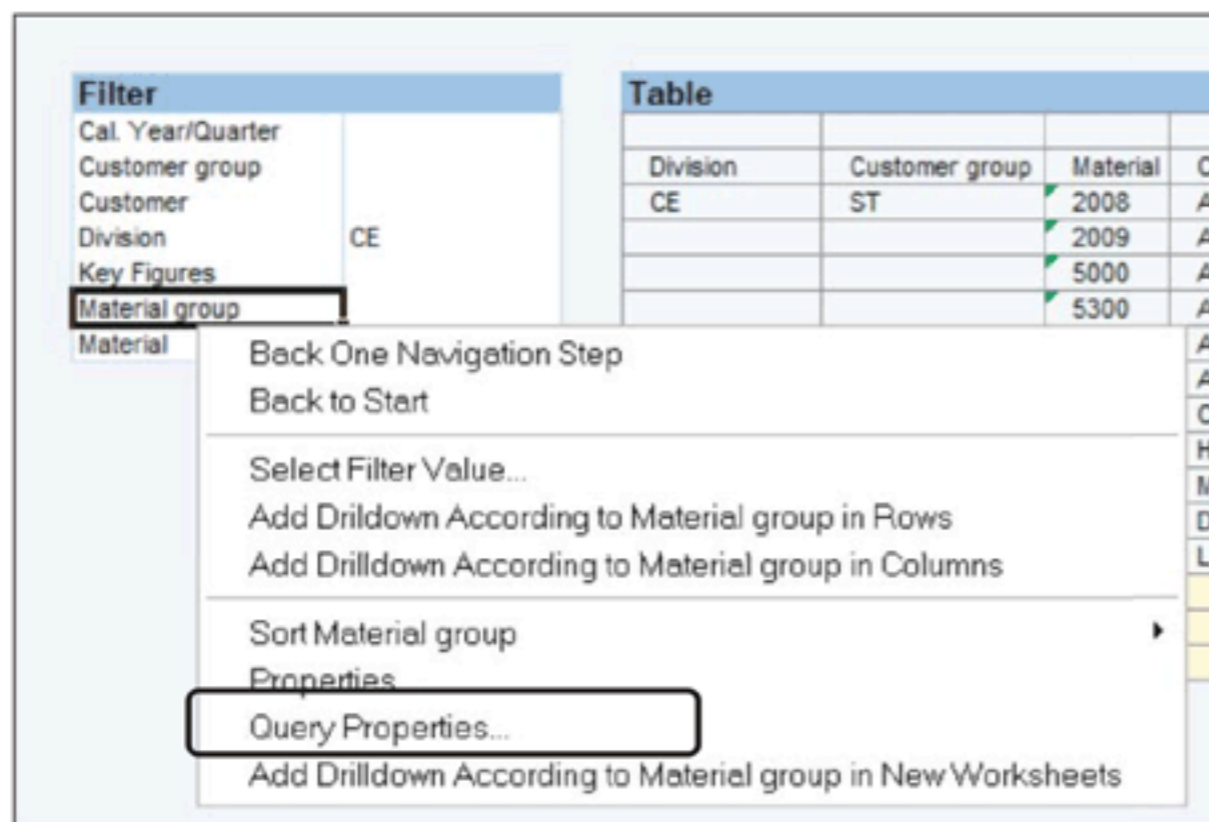 Filter
Cal. Year/Quarter
Customer group
Customer
Division CE
Key Figures
Material group
Material
Table
Division Customer group Material
CE ST 2008
2009
5000
5300
Back One Navigation Step
Back to Start
Select Filter Value...
Add Drildown According to Material group in Rows
Add Drilldown According to Material group in Columns
Sort Material group
Properties
Query Properties...
Add Drilldown According to Material group in New Worksheets